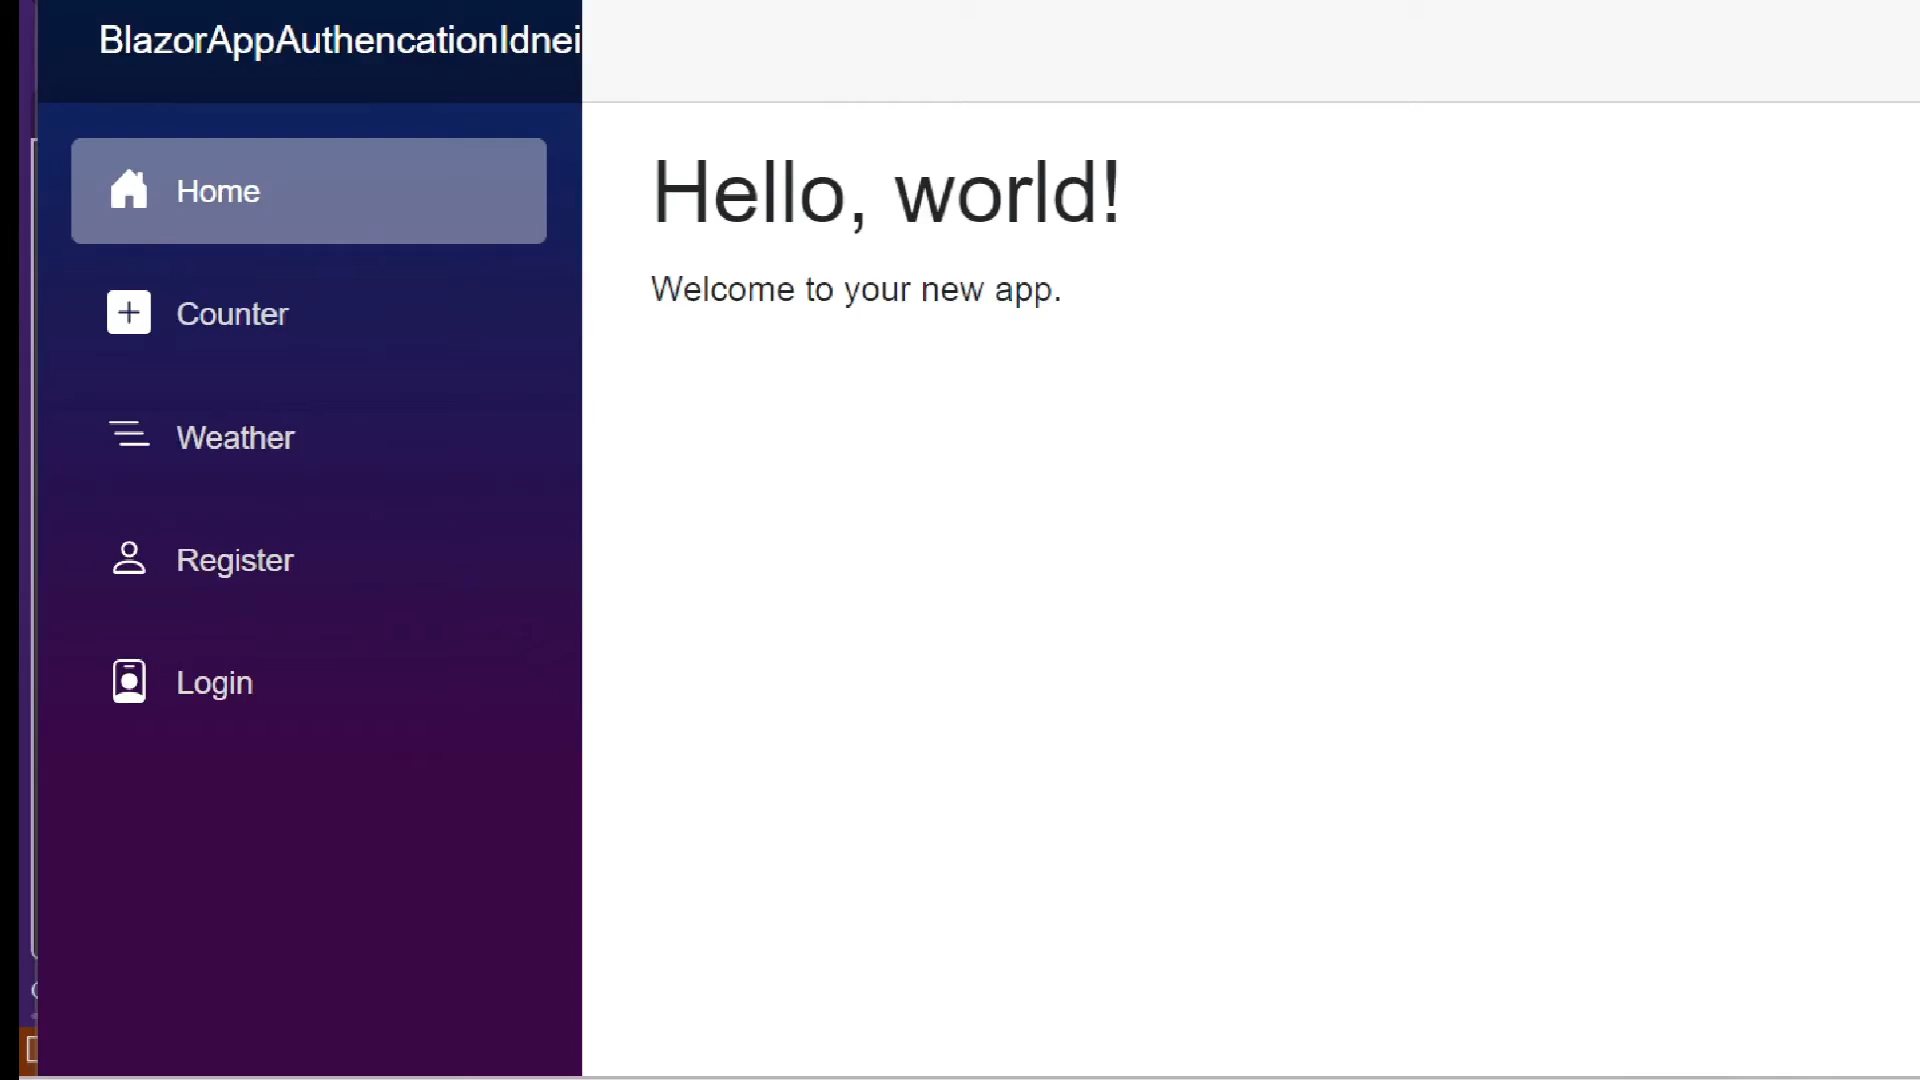 BlazorAppAuthencationIdnei
Home
Counter
Weather
Register
Login
Hello, world!
Welcome to your new app.